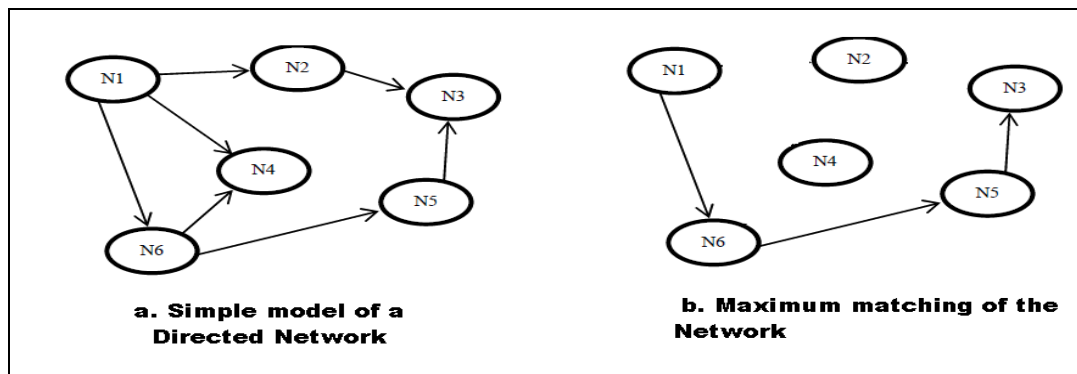 N1
N2
N3
N4
N5
N6
a. Simple model of a
Directed Network
N1
N2
N3
N4
N5
N6
b. Maximum matching of the
Network